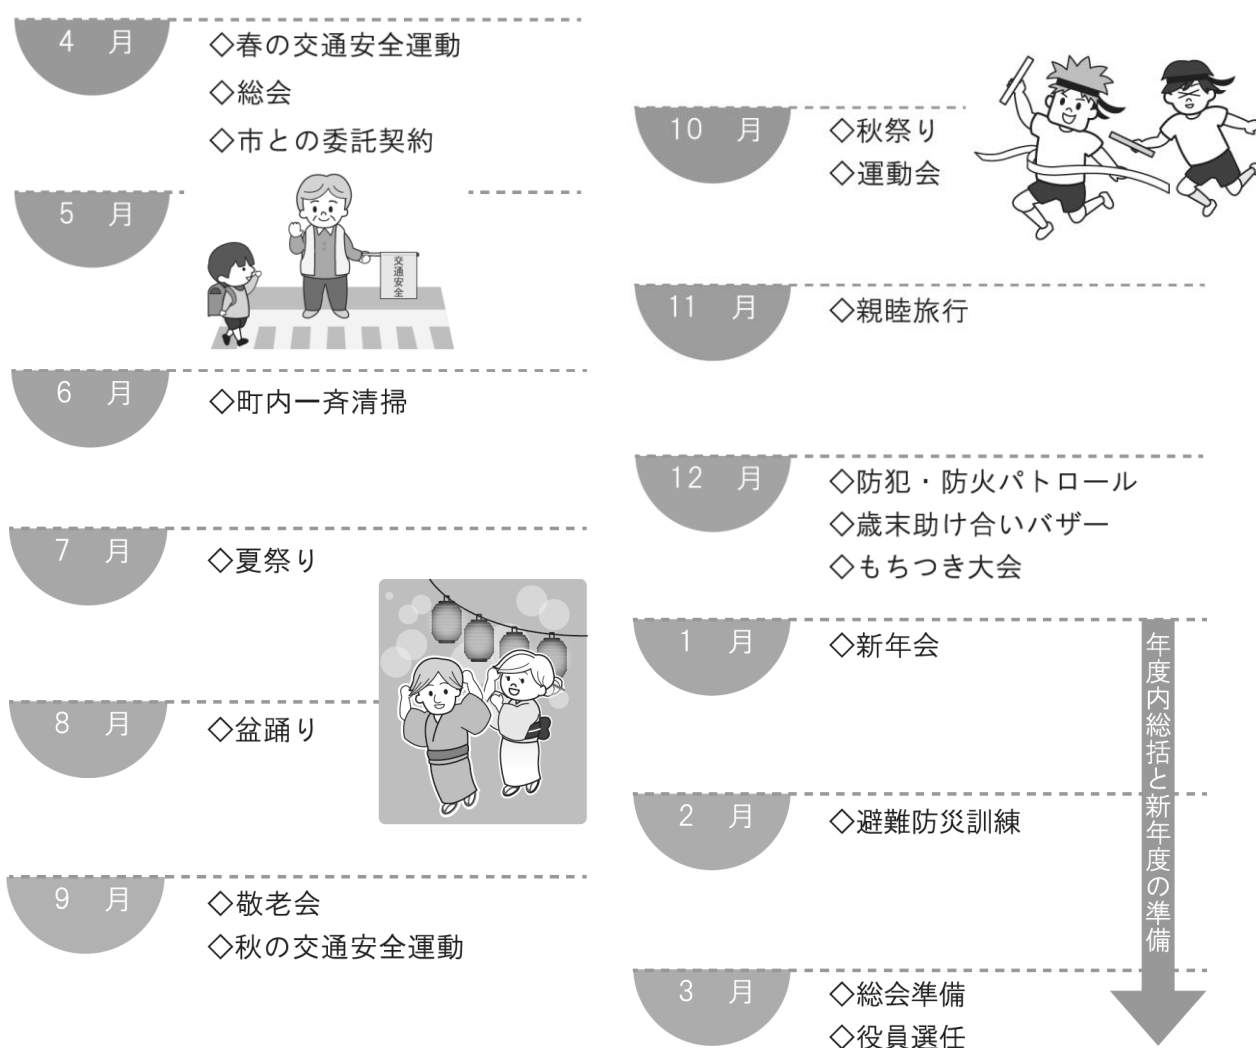 4 月
◇春の交通安全運動
◇総会
◇市との委託契約
5 月
交通安全
6 月
◇町内一斉清掃
7 月
◇夏祭り
8 月
◇盆踊り
9 月
◇敬老会
◇秋の交通安全運動
10 月
◇秋祭り
◇運動会
11 月
◇親睦旅行
12 月
◇防犯・防火パトロール
◇歳末助け合いバザー
◇もちつき大会
1 月
◇新年会
2 月
◇避難防災訓練
3 月
◇総会準備
◇役員選任
年度内総括と新年度の準備